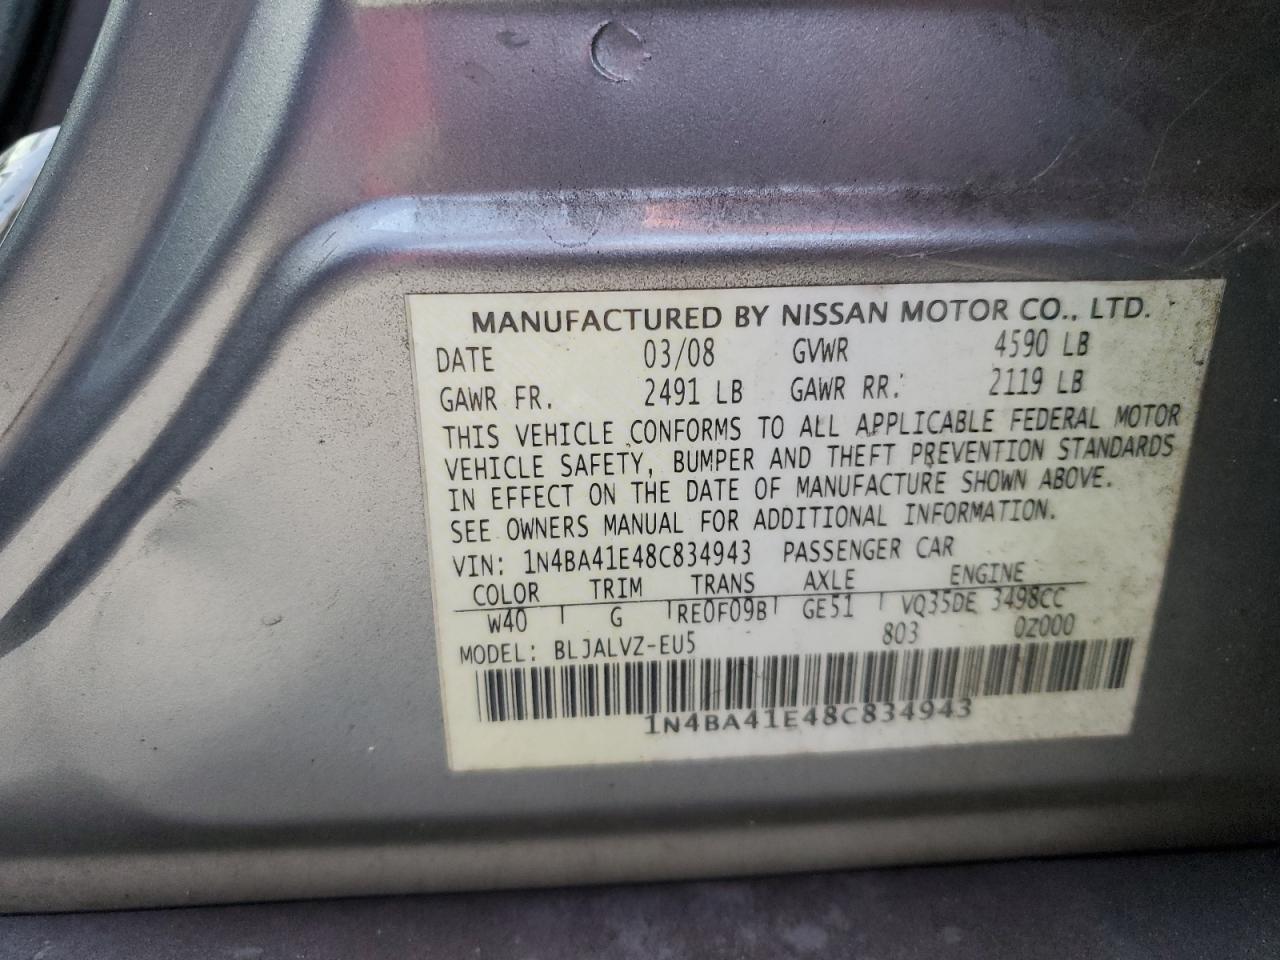 MANUFACTURED BY NISSAN MOTOR CO., LTD.
DATE 03/08 GVWR 4590 LB
GAWR FR. 2491 LB GAWR RR. 2119 LB
THIS VEHICLE CONFORMS TO ALL APPLICABLE FEDERAL MOTOR
VEHICLE SAFETY, BUMPER AND THEFT PREVENTION STANDARDS
IN EFFECT ON THE DATE OF MANUFACTURE SHOWN ABOVE.
SEE OWNERS MANUAL FOR ADDITIONAL INFORMATION.
VIN: 1N4BA41E48C834943 PASSENGER CAR
COLOR TRIM TRANS AXLE ENGINE
W40 G RE0F09B GE51 VQ35DE 3498CC
MODEL: BLJALVZ-EU5 803 0Z000
1N4BA41E48C834943